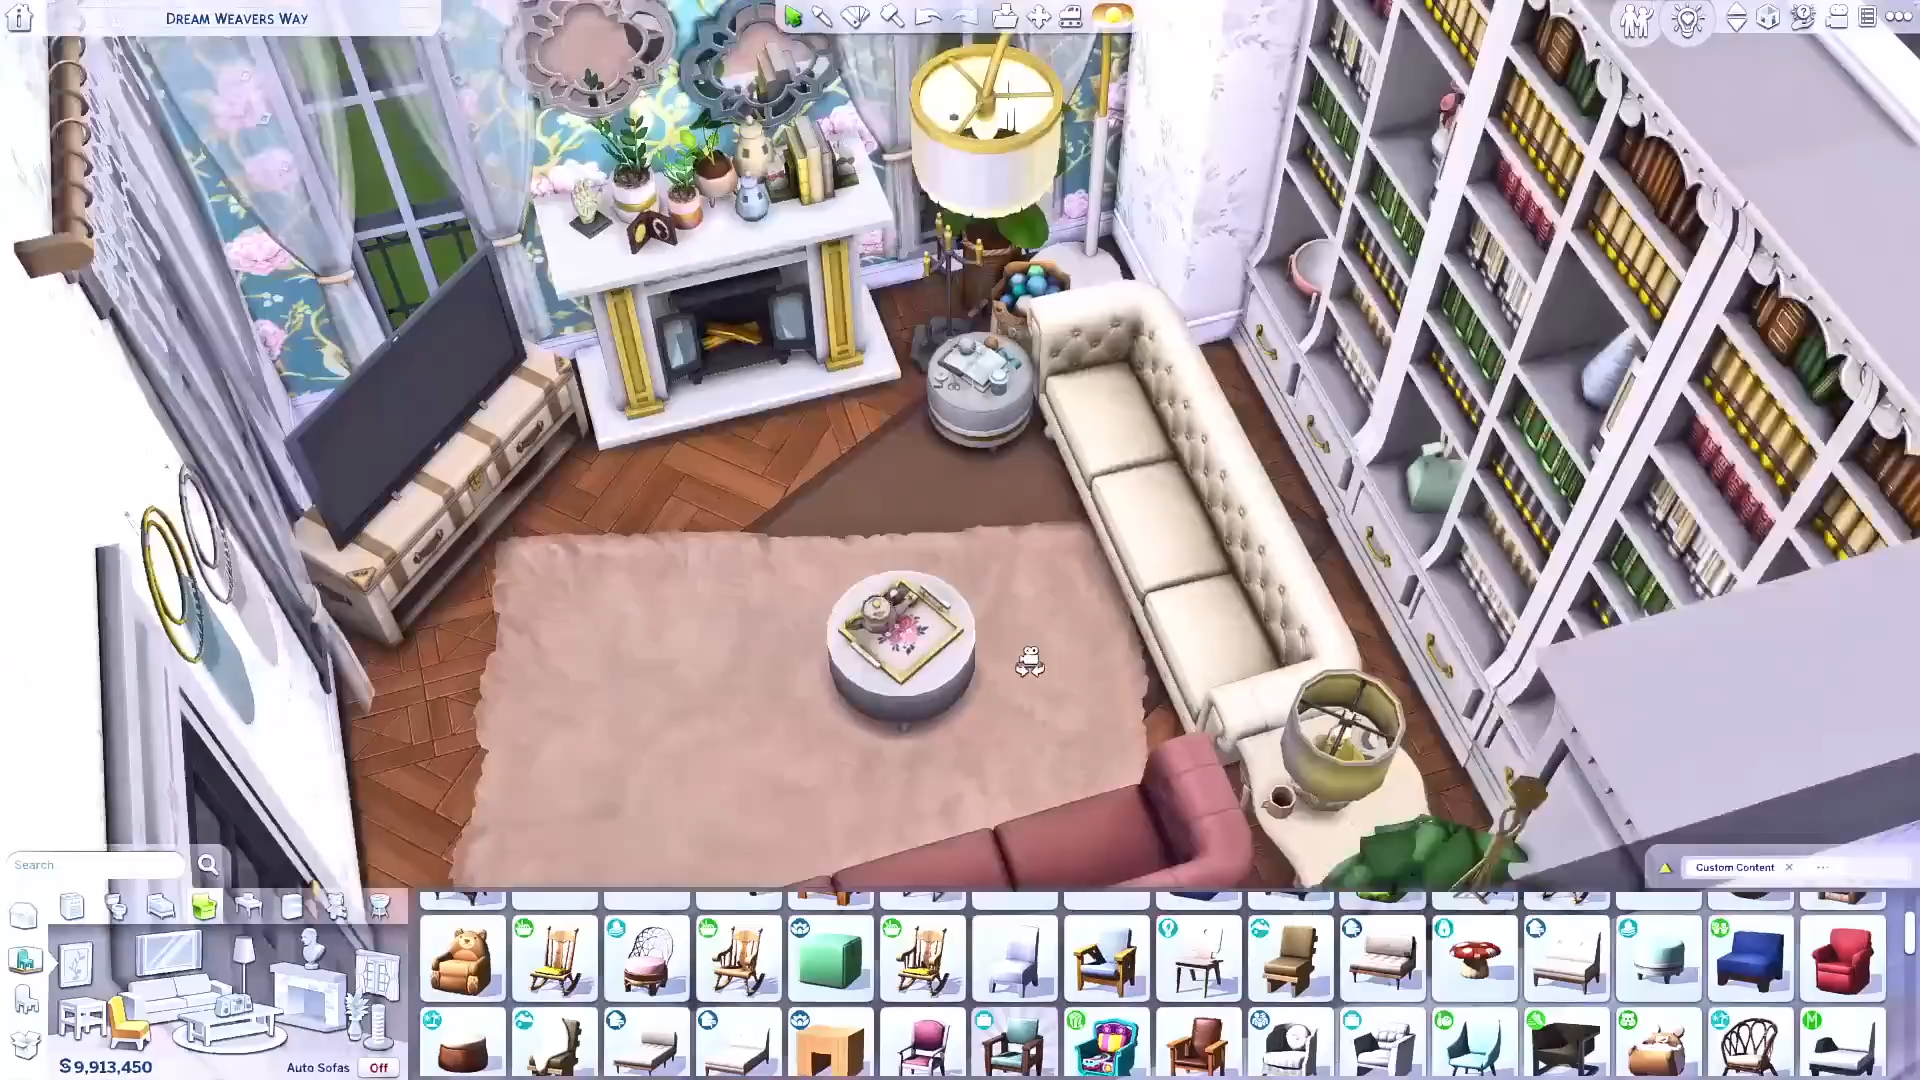 DREAM WEAVERS WAY
Search
Custom Content
§9,913,450
Auto Sofas
Off